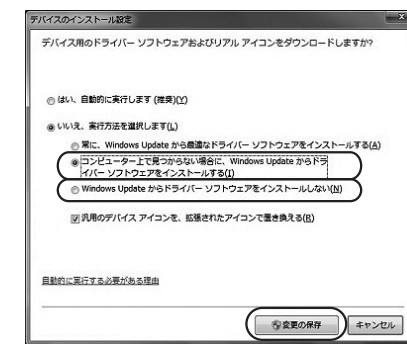 デバイスのインストール設定
デバイス用のドライバー ソフトウェアおよびリアル アイコンをダウンロードしますか?
はい、自動的に実行します (推奨)(Y)
いいえ、実行方法を選択します(L)
常に、Windows Update から最適なドライバー ソフトウェアをインストールする(A)
コンピューター上で見つからない場合に、Windows Update からドラ
イバー ソフトウェアをインストールする(I)
Windows Update からドライバー ソフトウェアをインストールしない(N)
汎用のデバイス アイコンを、拡張されたアイコンで置き換える(R)
自動的に実行する必要がある理由
変更の保存
キャンセル